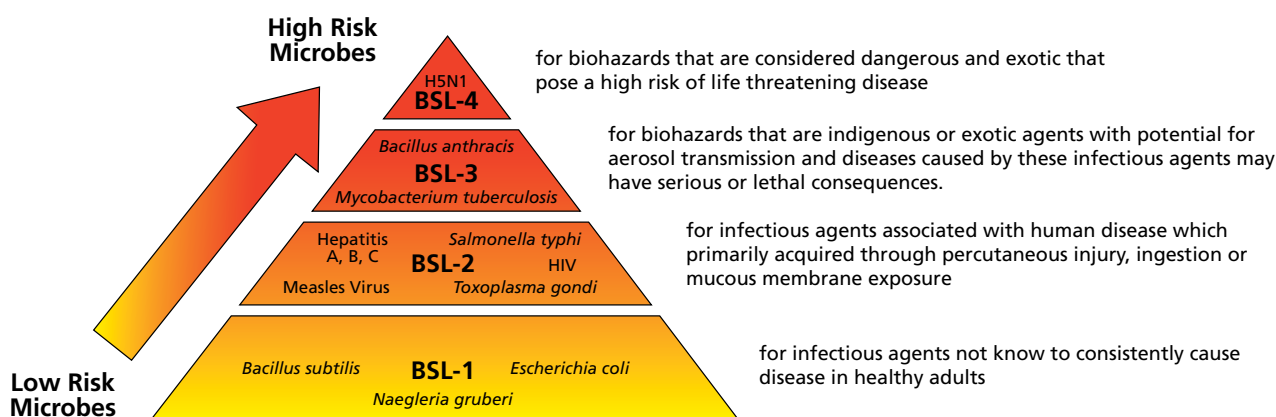 High Risk
Microbes
H5N1
BSL-4
for biohazards that are considered dangerous and exotic that
pose a high risk of life threatening disease
Bacillus anthracis
BSL-3
Mycobacterium tuberculosis
for biohazards that are indigenous or exotic agents with potential for
aerosol transmission and diseases caused by these infectious agents may
have serious or lethal consequences.
Hepatitis
A, B, C
Salmonella typhi
BSL-2
HIV
Measles Virus
Toxoplasma gondi
for infectious agents associated with human disease which
primarily acquired through percutaneous injury, ingestion or
mucous membrane exposure
Bacillus subtilis
BSL-1
Escherichia coli
Naegleria gruberi
for infectious agents not know to consistently cause
disease in healthy adults
Low Risk
Microbes